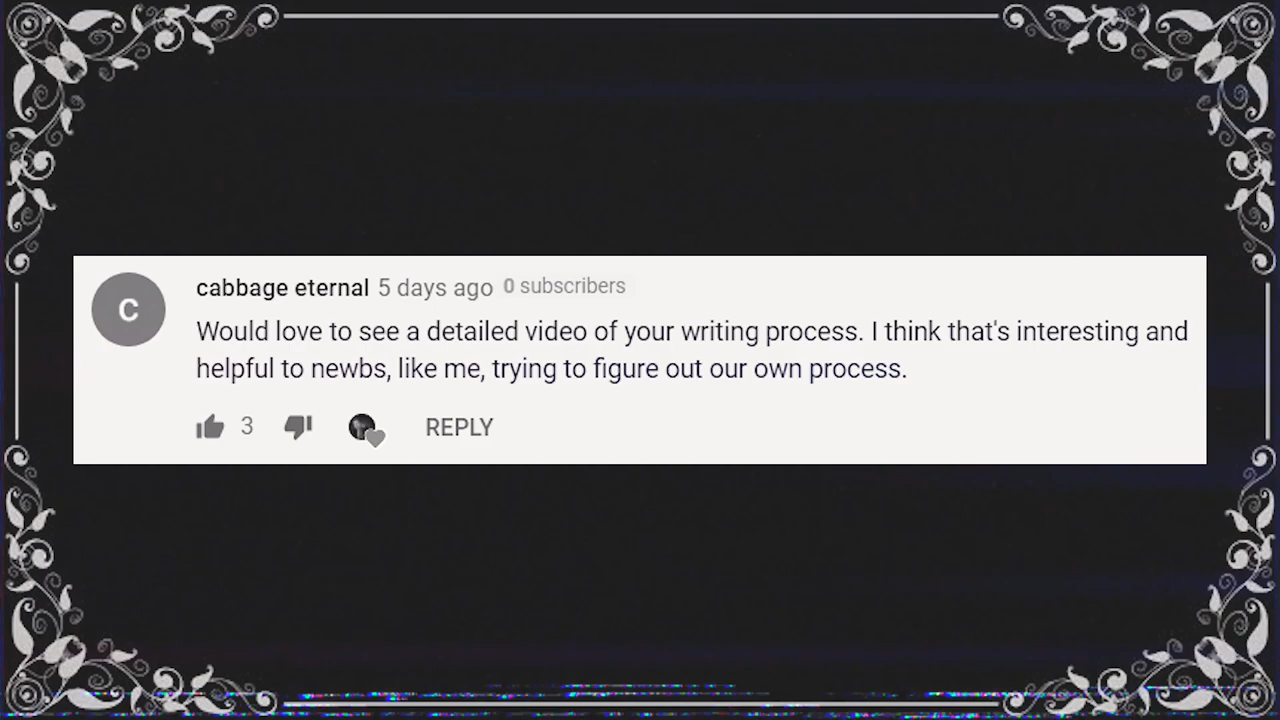 C
cabbage eternal 5 days ago 0 subscribers
Would love to see a detailed video of your writing process. I think that's interesting and
helpful to newbs, like me, trying to figure out our own process.
3 REPLY